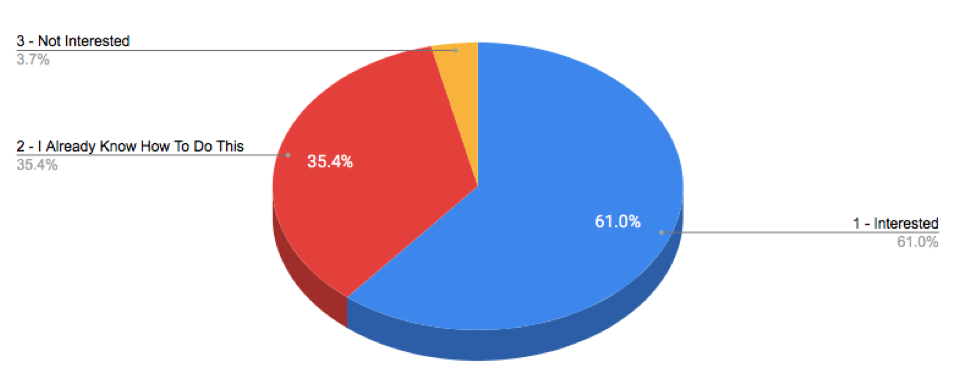 3 - Not Interested
3.7%
2 - I Already Know How To Do This
35.4%
35.4%
61.0%
1 - Interested
61.0%